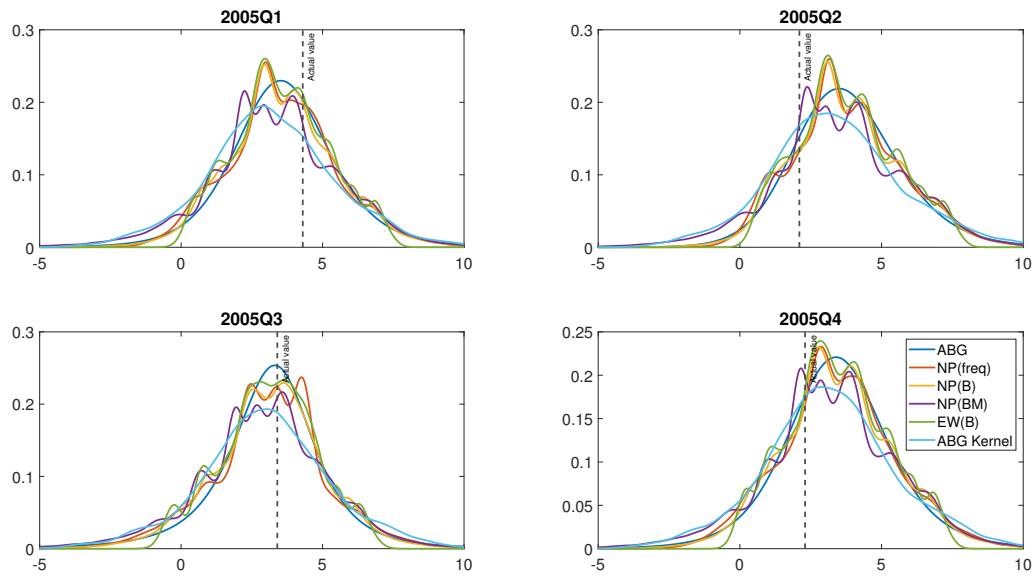 2005Q1
0.3
0.2
0.1
0
-5
0
5
10
Actual value
2005Q2
0.3
0.2
0.1
0
-5
0
5
10
Actual value
2005Q3
0.3
0.2
0.1
0
-5
0
5
10
Actual value
2005Q4
0.25
0.2
0.15
0.1
0.05
0
-5
0
5
10
Actual value
ABG
NP(freq)
NP(B)
NP(BM)
EW(B)
ABG Kernel